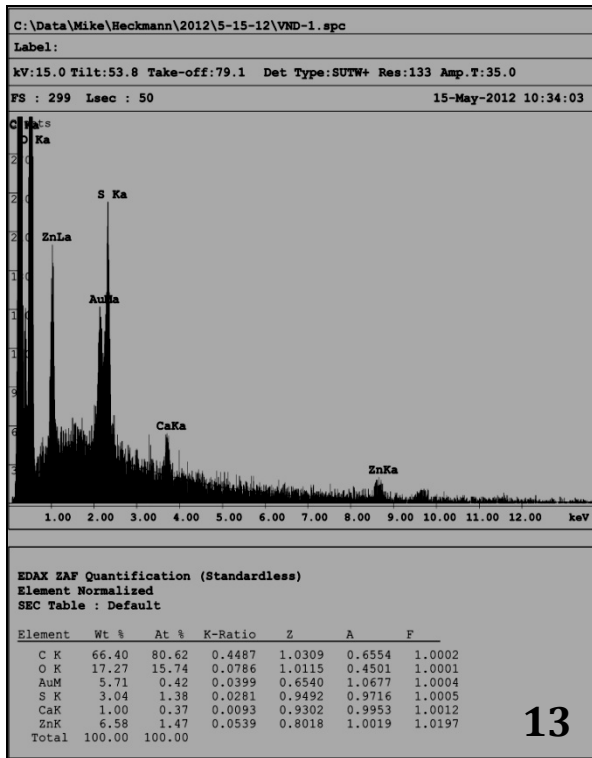 C:\Data\Mike\Heckmann\2012\5-15-12\VND-1.spc
Label:
kV:15.0 Tilt:53.8 Take-off:79.1 Det Type:SUTW+ Res:133 Amp.T:35.0
FS : 299 Lsec : 50 15-May-2012 10:34:03
O Ka
S Ka
ZnLa
AuMa
CaKa
ZnKa
1.00 2.00 3.00 4.00 5.00 6.00 7.00 8.00 9.00 10.00 11.00 12.00 keV
EDAX ZAF Quantification (Standardless)
Element Normalized
SEC Table : Default
Element Wt % At % K-Ratio Z A F
C K 66.40 80.62 0.4487 1.0309 0.6554 1.0002
O K 17.27 15.74 0.0786 1.0115 0.4501 1.0001
AuM 5.71 0.42 0.0399 0.6540 1.0677 1.0004
S K 3.04 1.38 0.0281 0.9492 0.9716 1.0005
CaK 1.00 0.37 0.0093 0.9302 0.9953 1.0012
ZnK 6.58 1.47 0.0539 0.8018 1.0019 1.0197
Total 100.00 100.00
13